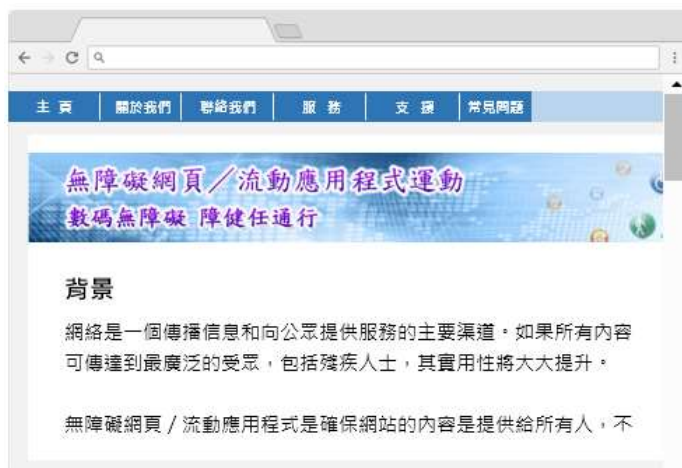 主 頁 關於我們 聯絡我們 服 務 支 援 常見問題
無障礙網頁／流動應用程式運動
數碼無障礙 障健任通行
背景
網絡是一個傳播信息和向公眾提供服務的主要渠道。如果所有內容
可傳達到最廣泛的受眾，包括殘疾人士，其實用性將大大提升。
無障礙網頁 / 流動應用程式是確保網站的內容是提供給所有人，不